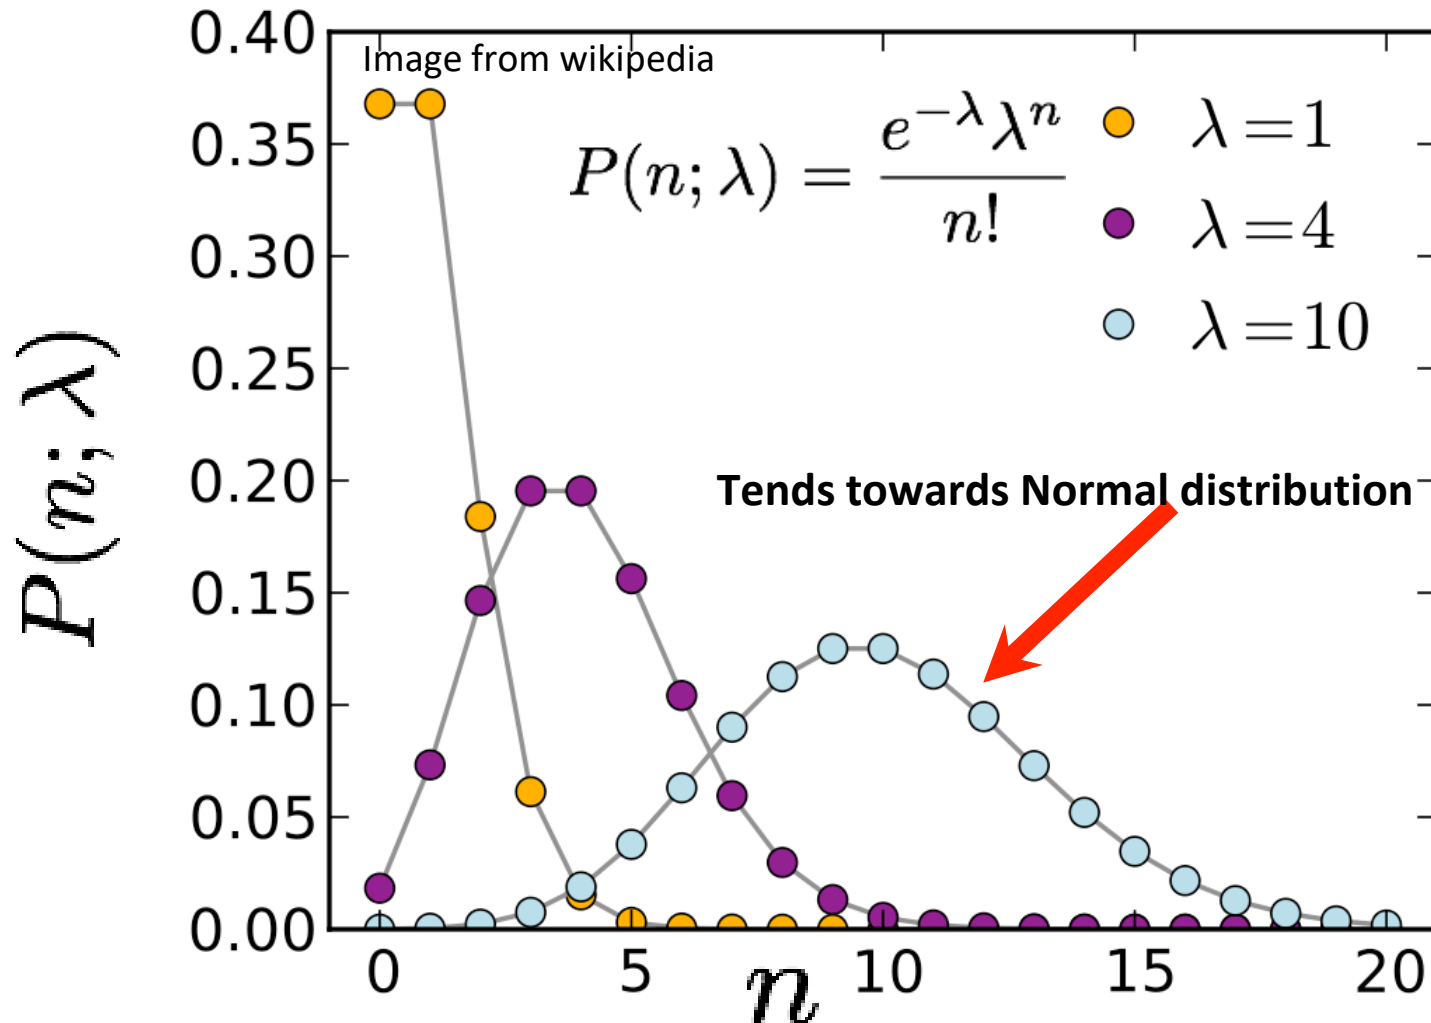 0.40
Image from wikipedia
0.35
P(n; λ) = e^{-λ} λ^n / n!
λ=1
λ=4
λ=10
0.30
0.25
0.20
Tends towards Normal distribution
0.15
0.10
0.05
0.00
P(n; λ)
0 5 10 15 20
n